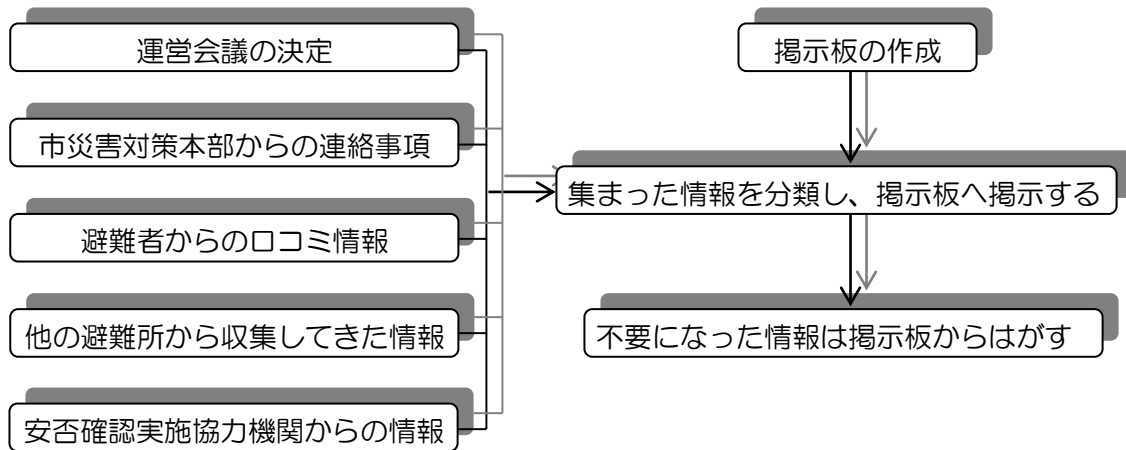 運営会議の決定
市災害対策本部からの連絡事項
避難者からの口コミ情報
他の避難所から収集してきた情報
安否確認実施協力機関からの情報
掲示板の作成
集まった情報を分類し、掲示板へ掲示する
不要になった情報は掲示板からはがす